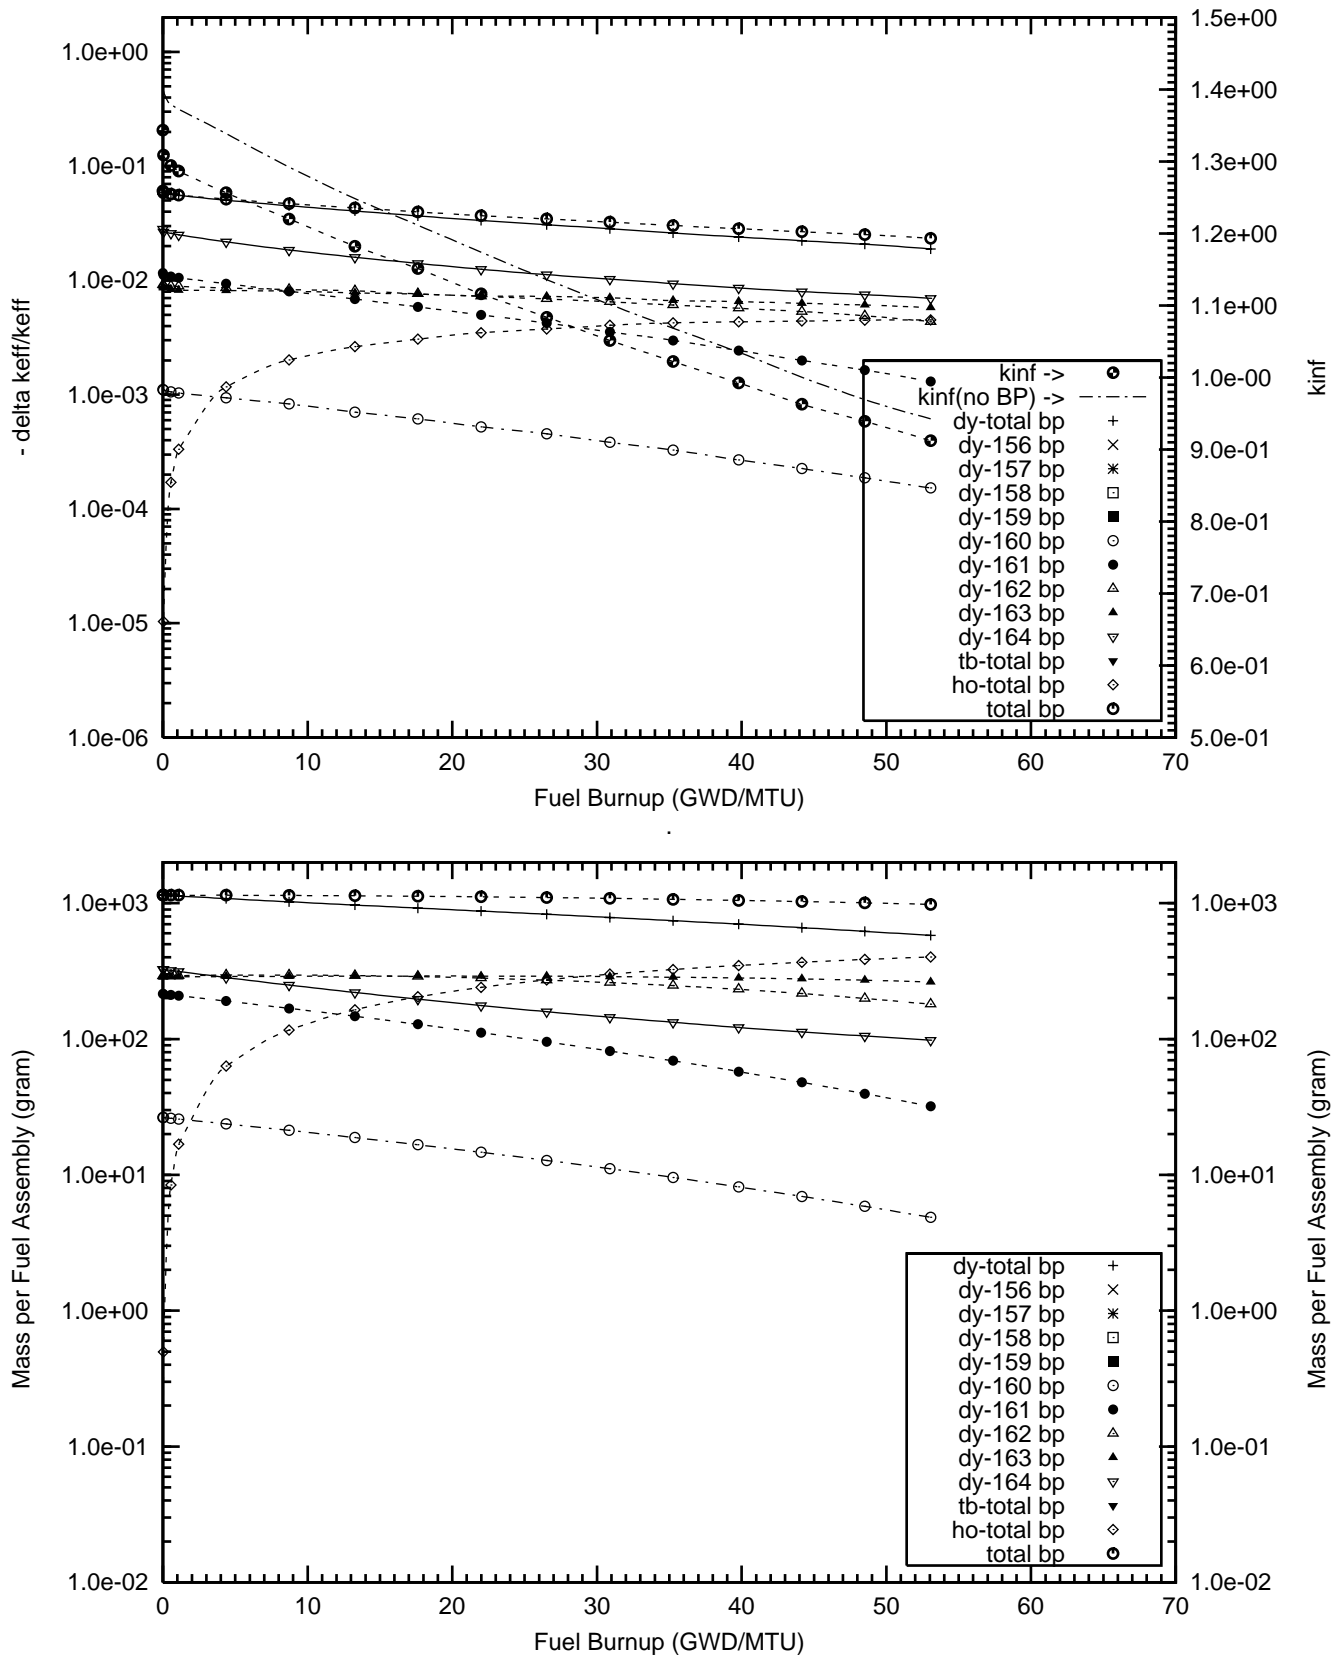 1.0e+00
1.0e-01
1.0e-02
1.0e-03
1.0e-04
1.0e-05
1.0e-06
- delta keff/keff
1.5e+00
1.4e+00
1.3e+00
1.2e+00
1.1e+00
1.0e-00
9.0e-01
8.0e-01
7.0e-01
6.0e-01
5.0e-01
kinf
kinf ->
kinf(no BP) ->
dy-total bp
dy-156 bp
dy-157 bp
dy-158 bp
dy-159 bp
dy-160 bp
dy-161 bp
dy-162 bp
dy-163 bp
dy-164 bp
tb-total bp
ho-total bp
total bp
0 10 20 30 40 50 60 70
Fuel Burnup (GWD/MTU)
.
1.0e+03
1.0e+02
1.0e+01
1.0e+00
1.0e-01
1.0e-02
Mass per Fuel Assembly (gram)
1.0e+03
1.0e+02
1.0e+01
1.0e+00
1.0e-01
1.0e-02
Mass per Fuel Assembly (gram)
dy-total bp
dy-156 bp
dy-157 bp
dy-158 bp
dy-159 bp
dy-160 bp
dy-161 bp
dy-162 bp
dy-163 bp
dy-164 bp
tb-total bp
ho-total bp
total bp
0 10 20 30 40 50 60 70
Fuel Burnup (GWD/MTU)